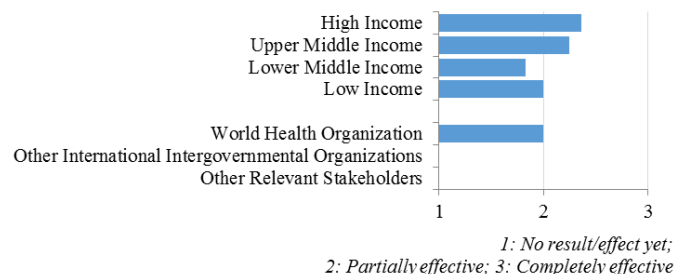 High Income
Upper Middle Income
Lower Middle Income
Low Income
World Health Organization
Other International Intergovernmental Organizations
Other Relevant Stakeholders
1 2 3
1: No result/effect yet;
2: Partially effective; 3: Completely effective